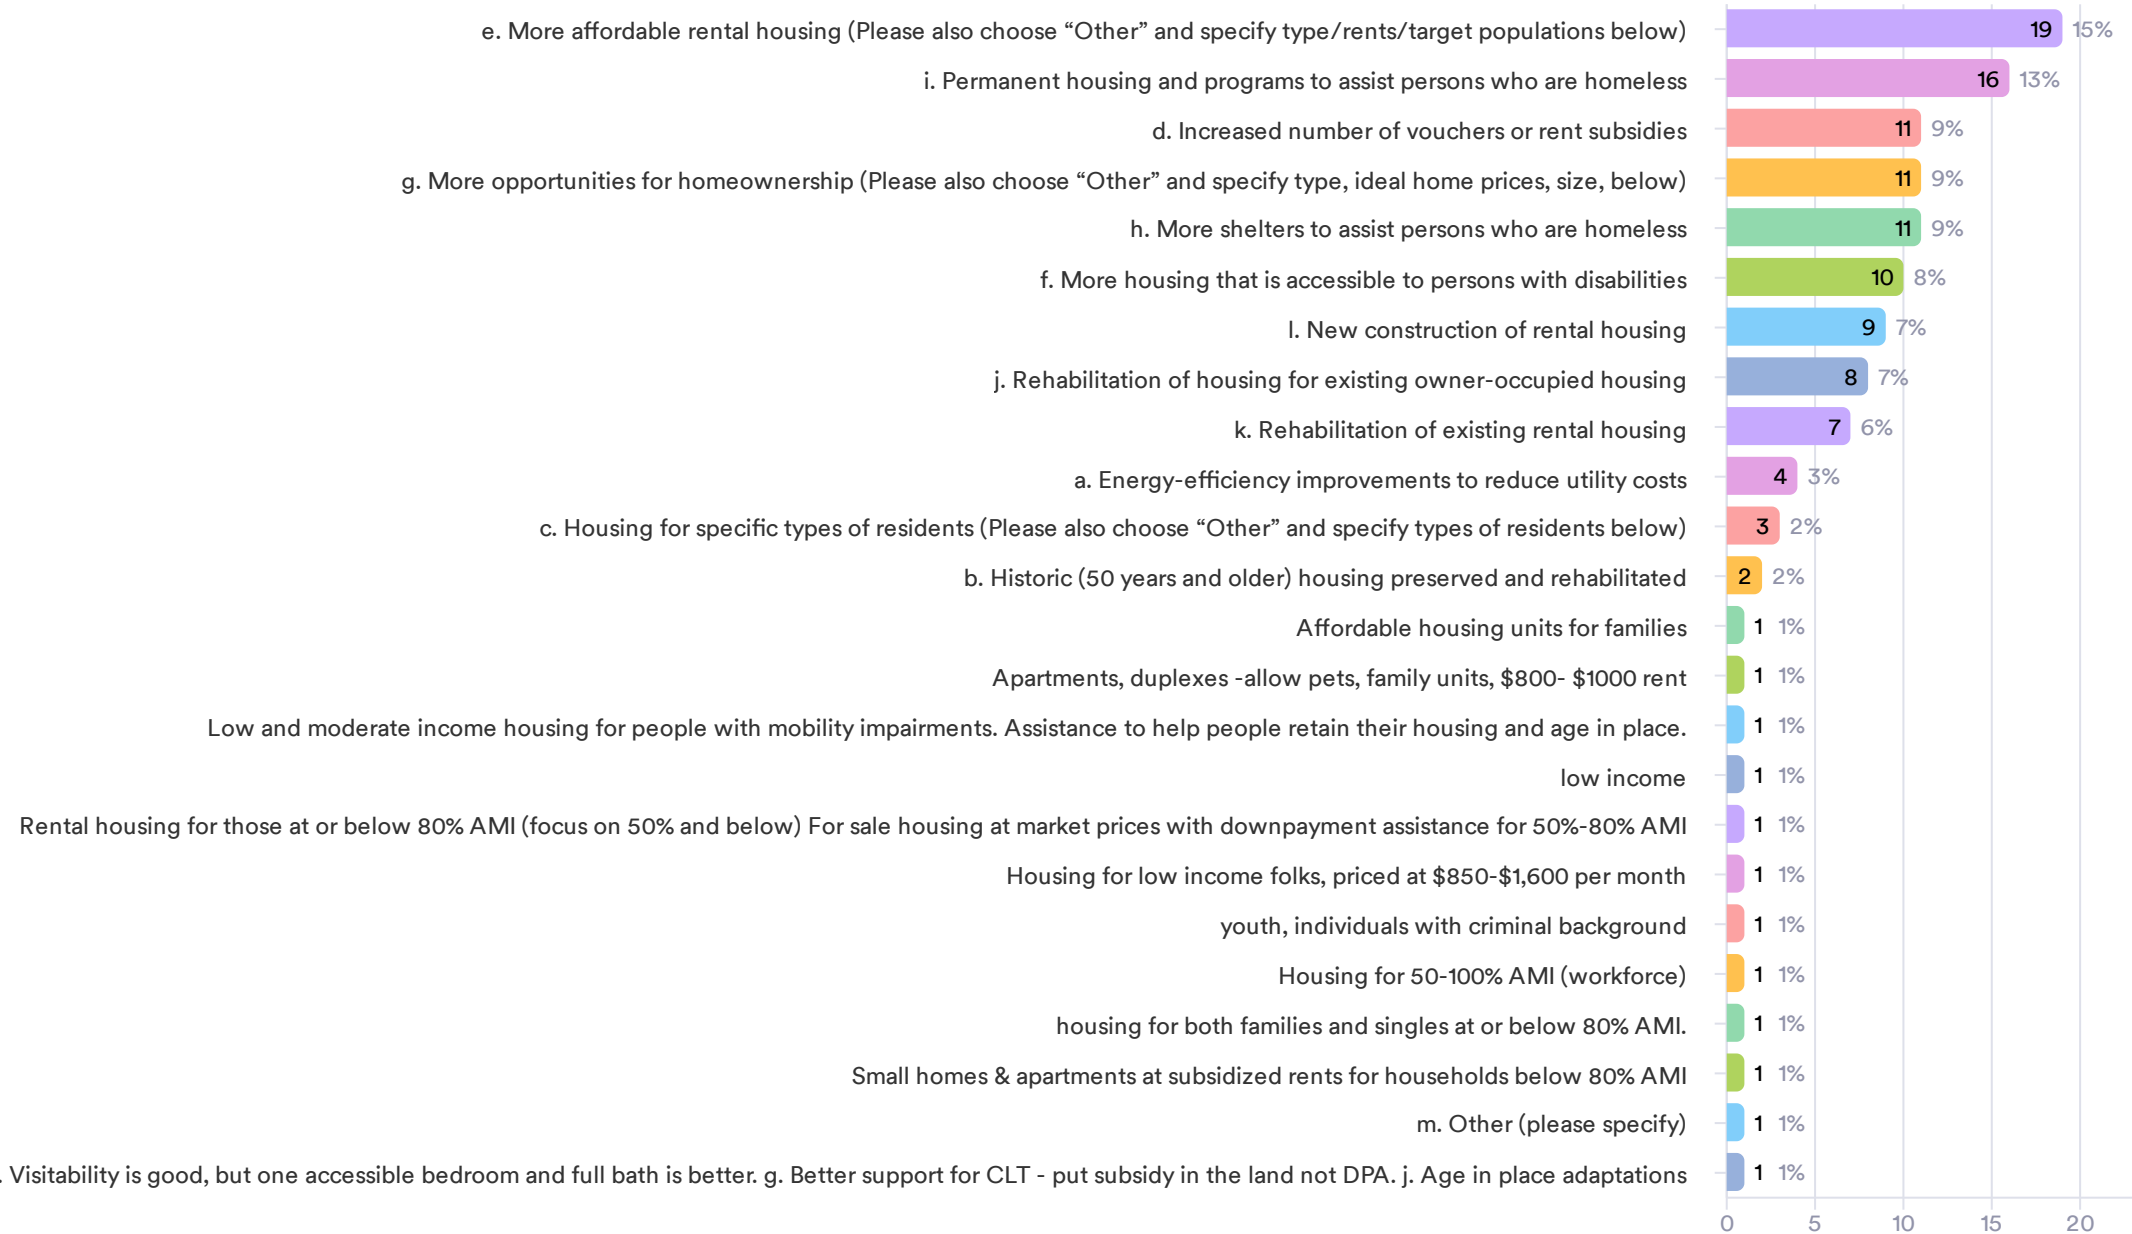 e. More affordable rental housing (Please also choose “Other” and specify type/rents/target populations below) 19 15%
i. Permanent housing and programs to assist persons who are homeless 16 13%
d. Increased number of vouchers or rent subsidies 11 9%
g. More opportunities for homeownership (Please also choose “Other” and specify type, ideal home prices, size, below) 11 9%
h. More shelters to assist persons who are homeless 11 9%
f. More housing that is accessible to persons with disabilities 10 8%
l. New construction of rental housing 9 7%
j. Rehabilitation of housing for existing owner-occupied housing 8 7%
k. Rehabilitation of existing rental housing 7 6%
a. Energy-efficiency improvements to reduce utility costs 4 3%
c. Housing for specific types of residents (Please also choose “Other” and specify types of residents below) 3 2%
b. Historic (50 years and older) housing preserved and rehabilitated 2 2%
Affordable housing units for families 1 1%
Apartments, duplexes -allow pets, family units, $800- $1000 rent 1 1%
Low and moderate income housing for people with mobility impairments. Assistance to help people retain their housing and age in place. 1 1%
low income 1 1%
Rental housing for those at or below 80% AMI (focus on 50% and below) For sale housing at market prices with downpayment assistance for 50%-80% AMI 1 1%
Housing for low income folks, priced at $850-$1,600 per month 1 1%
youth, individuals with criminal background 1 1%
Housing for 50-100% AMI (workforce) 1 1%
housing for both families and singles at or below 80% AMI. 1 1%
Small homes & apartments at subsidized rents for households below 80% AMI 1 1%
m. Other (please specify) 1 1%
. Visitability is good, but one accessible bedroom and full bath is better. g. Better support for CLT - put subsidy in the land not DPA. j. Age in place adaptations 1 1%
0 5 10 15 20